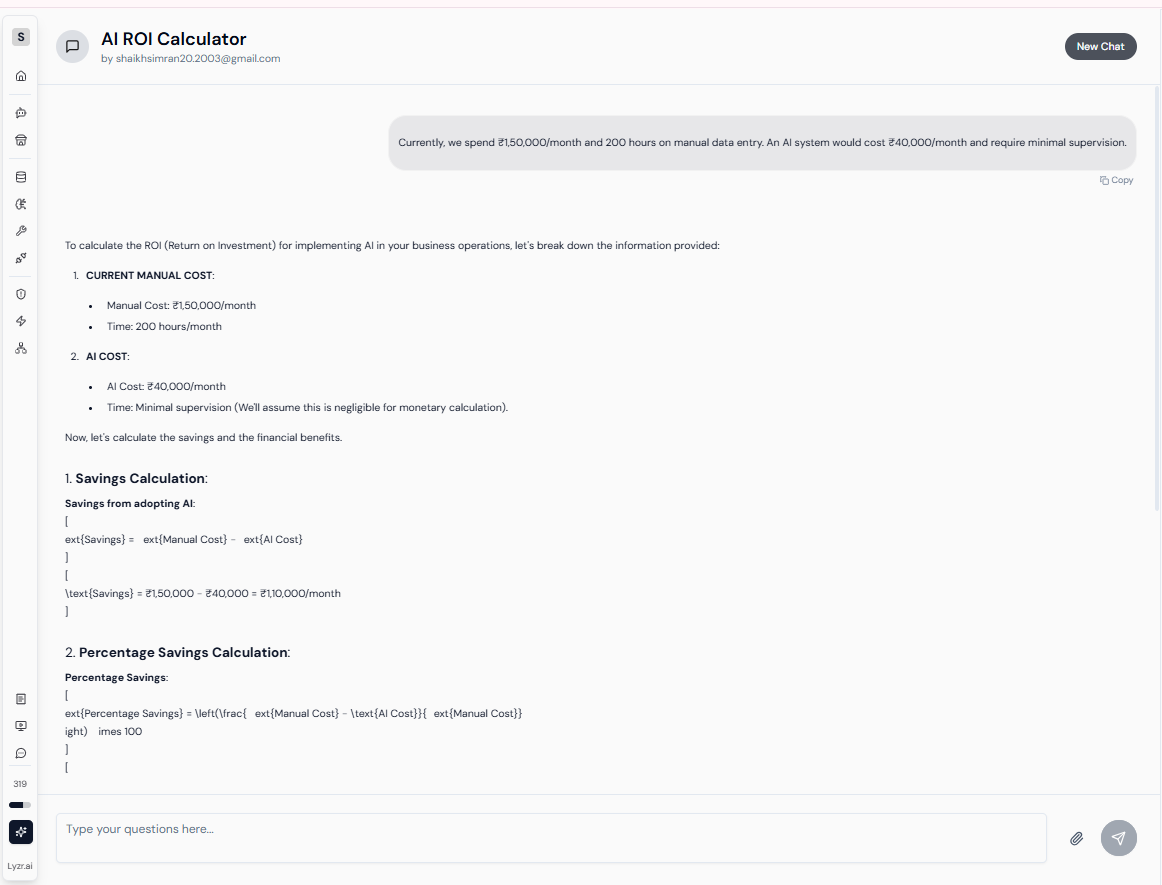 S
AI ROI Calculator
by shaikhsimran20.2003@gmail.com
New Chat
Currently, we spend ₹1,50,000/month and 200 hours on manual data entry. An AI system would cost ₹40,000/month and require minimal supervision.
Copy
To calculate the ROI (Return on Investment) for implementing AI in your business operations, let's break down the information provided:
1. CURRENT MANUAL COST:
• Manual Cost: ₹1,50,000/month
• Time: 200 hours/month
2. AI COST:
• AI Cost: ₹40,000/month
• Time: Minimal supervision (We'll assume this is negligible for monetary calculation).
Now, let's calculate the savings and the financial benefits.
1. Savings Calculation:
Savings from adopting AI:
[
ext{Savings} = ext{Manual Cost} - ext{AI Cost}
]
[
\text{Savings} = ₹1,50,000 - ₹40,000 = ₹1,10,000/month
]
2. Percentage Savings Calculation:
Percentage Savings:
[
ext{Percentage Savings} = \left(\frac{ ext{Manual Cost} - \text{AI Cost}}{ ext{Manual Cost}}
ight) imes 100
]
[
319
Type your questions here...
Lyzr.ai